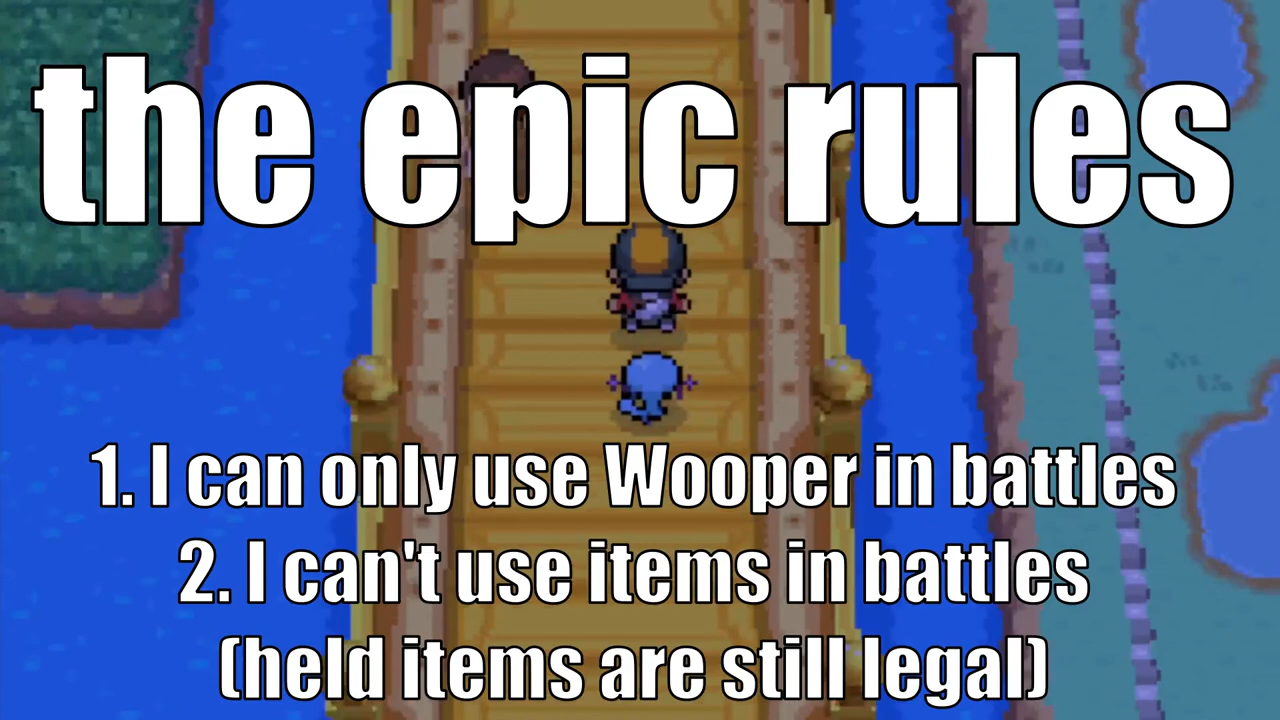 the epic rules
1. I can only use Wooper in battles
2. I can't use items in battles
(held items are still legal)